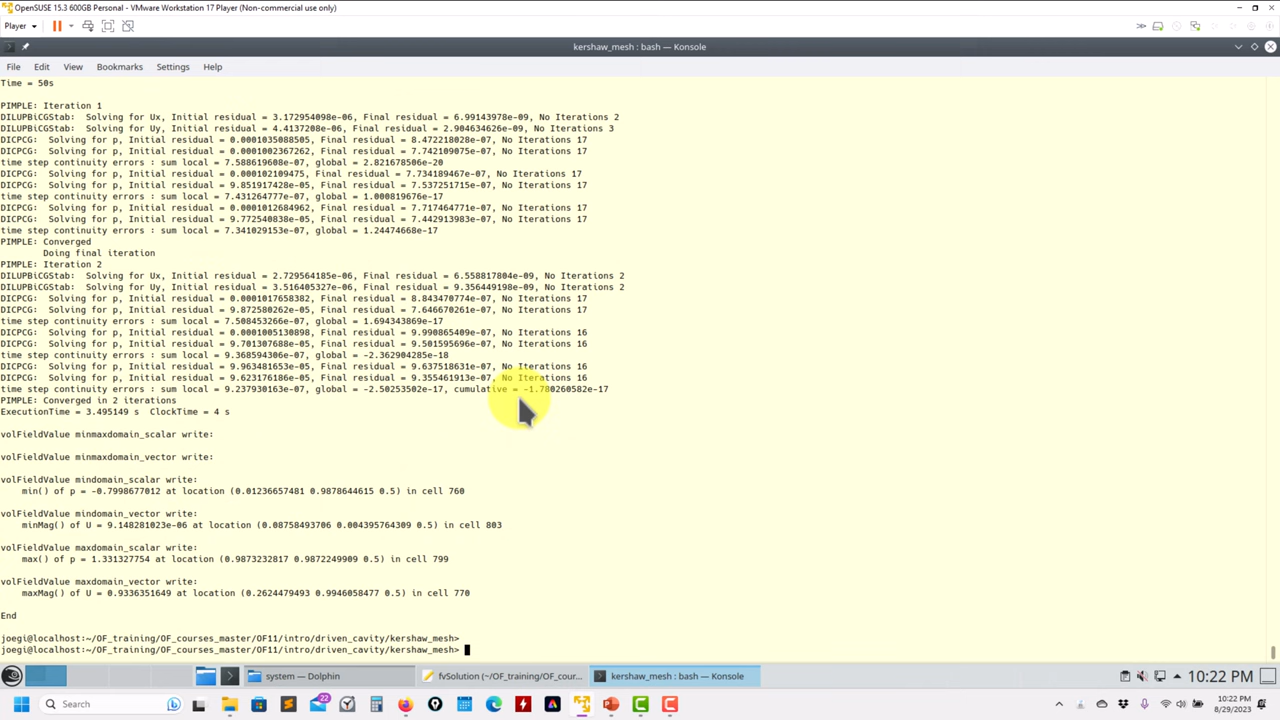 OpenSUSE 15.3 600GB Personal - VMware Workstation 17 Player (Non-commercial use only)
Player
kershaw_mesh : bash — Konsole
File Edit View Bookmarks Settings Help
Time = 50s
PIMPLE: Iteration 1
DILUPBiCGStab:  Solving for Ux, Initial residual = 3.172954098e-06, Final residual = 6.99143978e-09, No Iterations 2
DILUPBiCGStab:  Solving for Uy, Initial residual = 4.4137208e-06, Final residual = 2.904634626e-09, No Iterations 3
DICPCG:  Solving for p, Initial residual = 0.0001035088505, Final residual = 8.472218028e-07, No Iterations 17
DICPCG:  Solving for p, Initial residual = 0.0001002367262, Final residual = 7.742109075e-07, No Iterations 17
time step continuity errors : sum local = 7.588619608e-07, global = 2.821678506e-20
DICPCG:  Solving for p, Initial residual = 0.000102109475, Final residual = 7.734189467e-07, No Iterations 17
DICPCG:  Solving for p, Initial residual = 9.851917428e-05, Final residual = 7.537251715e-07, No Iterations 17
time step continuity errors : sum local = 7.431264777e-07, global = 1.000819676e-17
DICPCG:  Solving for p, Initial residual = 0.0001012684962, Final residual = 7.717464771e-07, No Iterations 17
DICPCG:  Solving for p, Initial residual = 9.772540838e-05, Final residual = 7.442913983e-07, No Iterations 17
time step continuity errors : sum local = 7.341029153e-07, global = 1.24474668e-17
PIMPLE: Converged
Doing final iteration
PIMPLE: Iteration 2
DILUPBiCGStab:  Solving for Ux, Initial residual = 2.729564185e-06, Final residual = 6.558817804e-09, No Iterations 2
DILUPBiCGStab:  Solving for Uy, Initial residual = 3.516405327e-06, Final residual = 9.356449198e-09, No Iterations 2
DICPCG:  Solving for p, Initial residual = 0.0001017658382, Final residual = 8.843470774e-07, No Iterations 17
DICPCG:  Solving for p, Initial residual = 9.872580262e-05, Final residual = 7.646670261e-07, No Iterations 17
time step continuity errors : sum local = 7.508453266e-07, global = 1.694343869e-17
DICPCG:  Solving for p, Initial residual = 0.0001005130898, Final residual = 9.990865409e-07, No Iterations 16
DICPCG:  Solving for p, Initial residual = 9.701307688e-05, Final residual = 9.501595696e-07, No Iterations 16
time step continuity errors : sum local = 9.368594306e-07, global = -2.362904285e-18
DICPCG:  Solving for p, Initial residual = 9.963481653e-05, Final residual = 9.637518631e-07, No Iterations 16
DICPCG:  Solving for p, Initial residual = 9.623176186e-05, Final residual = 9.355461913e-07, No Iterations 16
time step continuity errors : sum local = 9.237930163e-07, global = -2.50253502e-17, cumulative = -1.780260582e-17
PIMPLE: Converged in 2 iterations
ExecutionTime = 3.495149 s  ClockTime = 4 s
volFieldValue minmaxdomain_scalar write:
volFieldValue minmaxdomain_vector write:
volFieldValue mindomain_scalar write:
min() of p = -0.7998677012 at location (0.01236657481 0.9878644615 0.5) in cell 760
volFieldValue mindomain_vector write:
minMag() of U = 9.148281023e-06 at location (0.08758493706 0.004395764309 0.5) in cell 803
volFieldValue maxdomain_scalar write:
max() of p = 1.331327754 at location (0.9873232817 0.9872249909 0.5) in cell 799
volFieldValue maxdomain_vector write:
maxMag() of U = 0.9336351649 at location (0.2624479493 0.9946058477 0.5) in cell 770
End
joegi@localhost:~/OF_training/OF_courses_master/OF11/intro/driven_cavity/kershaw_mesh>
joegi@localhost:~/OF_training/OF_courses_master/OF11/intro/driven_cavity/kershaw_mesh>
system — Dolphin
fvSolution (~/OF_training/OF_cour...
kershaw_mesh : bash — Konsole
10:22 PM
Search
22
10:22 PM
8/29/2023